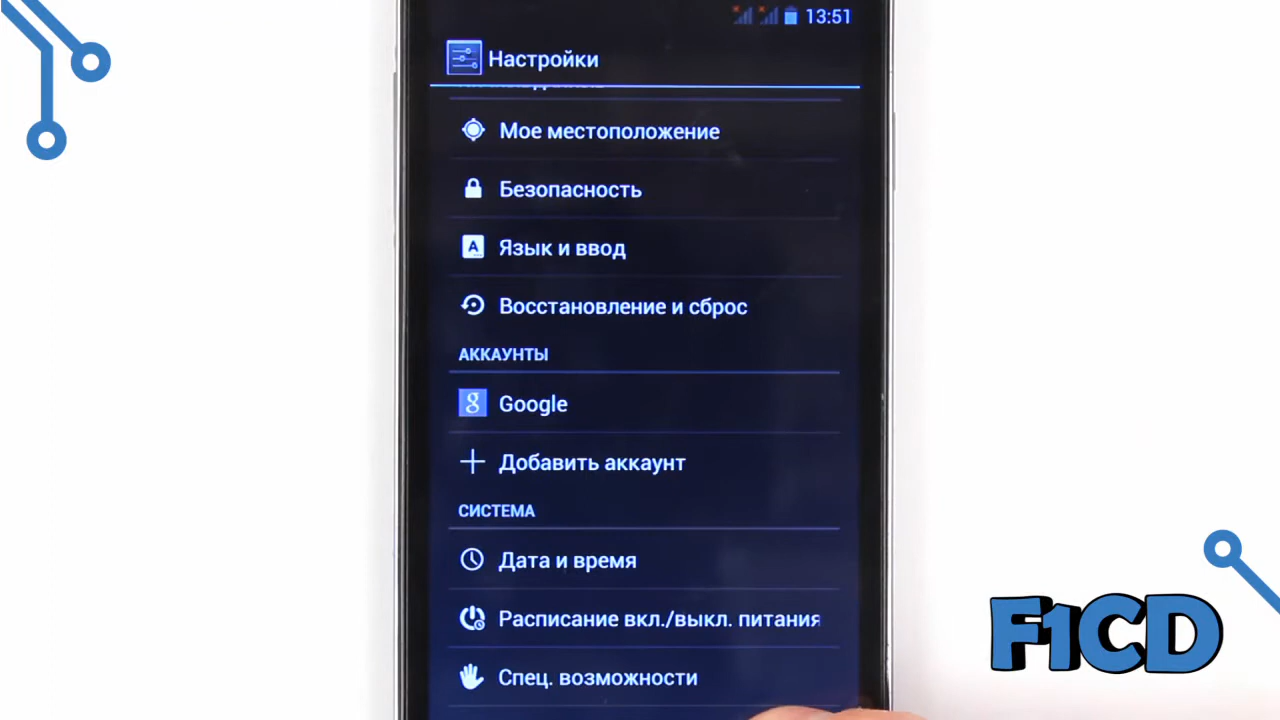 13:51
Настройки
Мое местоположение
Безопасность
Язык и ввод
Восстановление и сброс
АККАУНТЫ
Google
Добавить аккаунт
СИСТЕМА
Дата и время
Расписание вкл./выкл. питания
Спец. возможности
F1CD